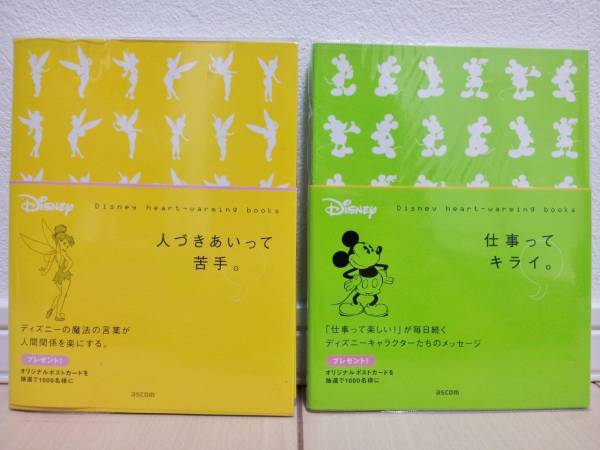 Disney
Disney heart-warming books
人づきあいって
苦手。
ディズニーの魔法の言葉が
人間関係を楽にする。
プレゼント!
オリジナルポストカードを
抽選で1000名様に
ascom
Disney
Disney heart-warming books
仕事って
キライ。
「仕事って楽しい!」が毎日続く
ディズニーキャラクターたちのメッセージ
プレゼント!
オリジナルポストカードを
抽選で1000名様に
ascom